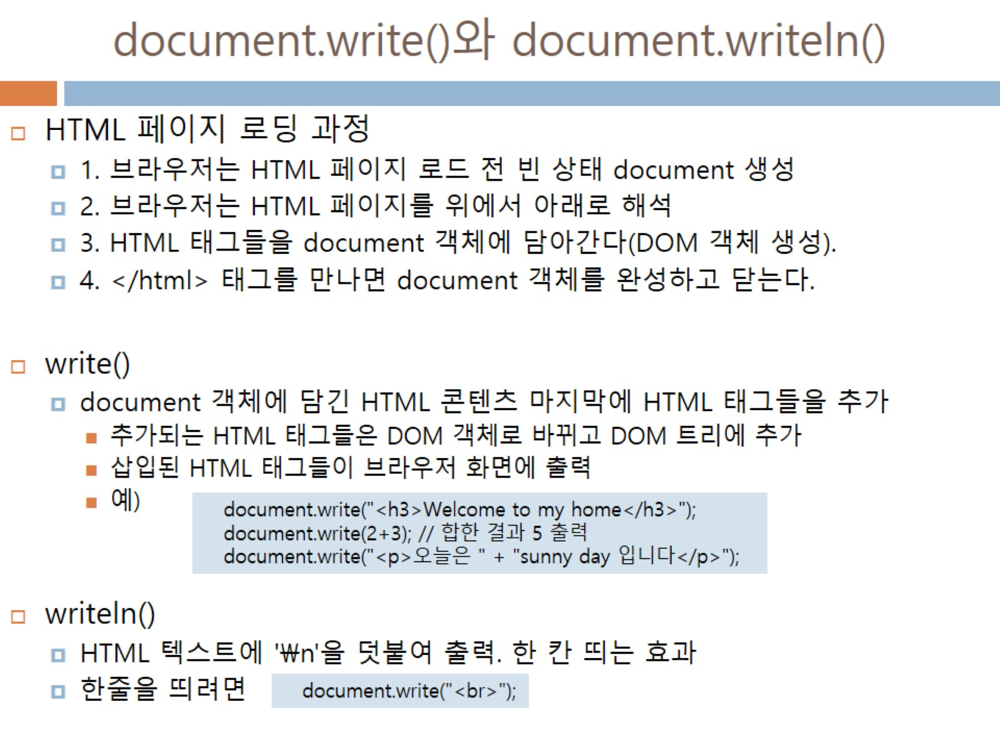 document.write()와 document.writeln()
HTML 페이지 로딩 과정
1. 브라우저는 HTML 페이지 로드 전 빈 상태 document 생성
2. 브라우저는 HTML 페이지를 위에서 아래로 해석
3. HTML 태그들을 document 객체에 담아간다(DOM 객체 생성).
4. </html> 태그를 만나면 document 객체를 완성하고 닫는다.
write()
document 객체에 담긴 HTML 콘텐츠 마지막에 HTML 태그들을 추가
추가되는 HTML 태그들은 DOM 객체로 바뀌고 DOM 트리에 추가
삽입된 HTML 태그들이 브라우저 화면에 출력
예)
document.write("<h3>Welcome to my home</h3>");
document.write(2+3); // 합한 결과 5 출력
document.write("<p>오늘은 " + "sunny day 입니다</p>");
writeln()
HTML 텍스트에 '₩n'을 덧붙여 출력. 한 칸 띄는 효과
한줄을 띄려면
document.write("<br>");